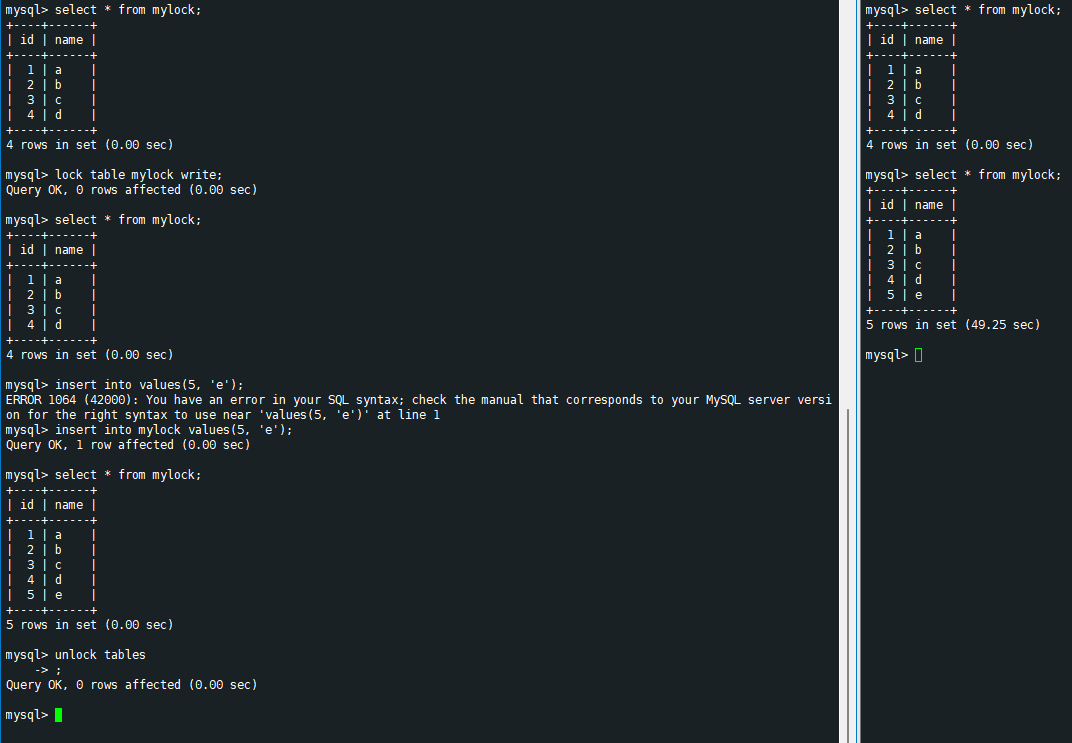 mysql> select * from mylock;
+----+------+
| id | name |
+----+------+
|  1 | a    |
|  2 | b    |
|  3 | c    |
|  4 | d    |
+----+------+
4 rows in set (0.00 sec)

mysql> lock table mylock write;
Query OK, 0 rows affected (0.00 sec)

mysql> select * from mylock;
+----+------+
| id | name |
+----+------+
|  1 | a    |
|  2 | b    |
|  3 | c    |
|  4 | d    |
+----+------+
4 rows in set (0.00 sec)

mysql> insert into values(5, 'e');
ERROR 1064 (42000): You have an error in your SQL syntax; check the manual that corresponds to your MySQL server versi
on for the right syntax to use near 'values(5, 'e')' at line 1
mysql> insert into mylock values(5, 'e');
Query OK, 1 row affected (0.00 sec)

mysql> select * from mylock;
+----+------+
| id | name |
+----+------+
|  1 | a    |
|  2 | b    |
|  3 | c    |
|  4 | d    |
|  5 | e    |
+----+------+
5 rows in set (0.00 sec)

mysql> unlock tables
    -> ;
Query OK, 0 rows affected (0.00 sec)

mysql>
mysql> select * from mylock;
+----+------+
| id | name |
+----+------+
|  1 | a    |
|  2 | b    |
|  3 | c    |
|  4 | d    |
+----+------+
4 rows in set (0.00 sec)

mysql> select * from mylock;
+----+------+
| id | name |
+----+------+
|  1 | a    |
|  2 | b    |
|  3 | c    |
|  4 | d    |
|  5 | e    |
+----+------+
5 rows in set (49.25 sec)

mysql>